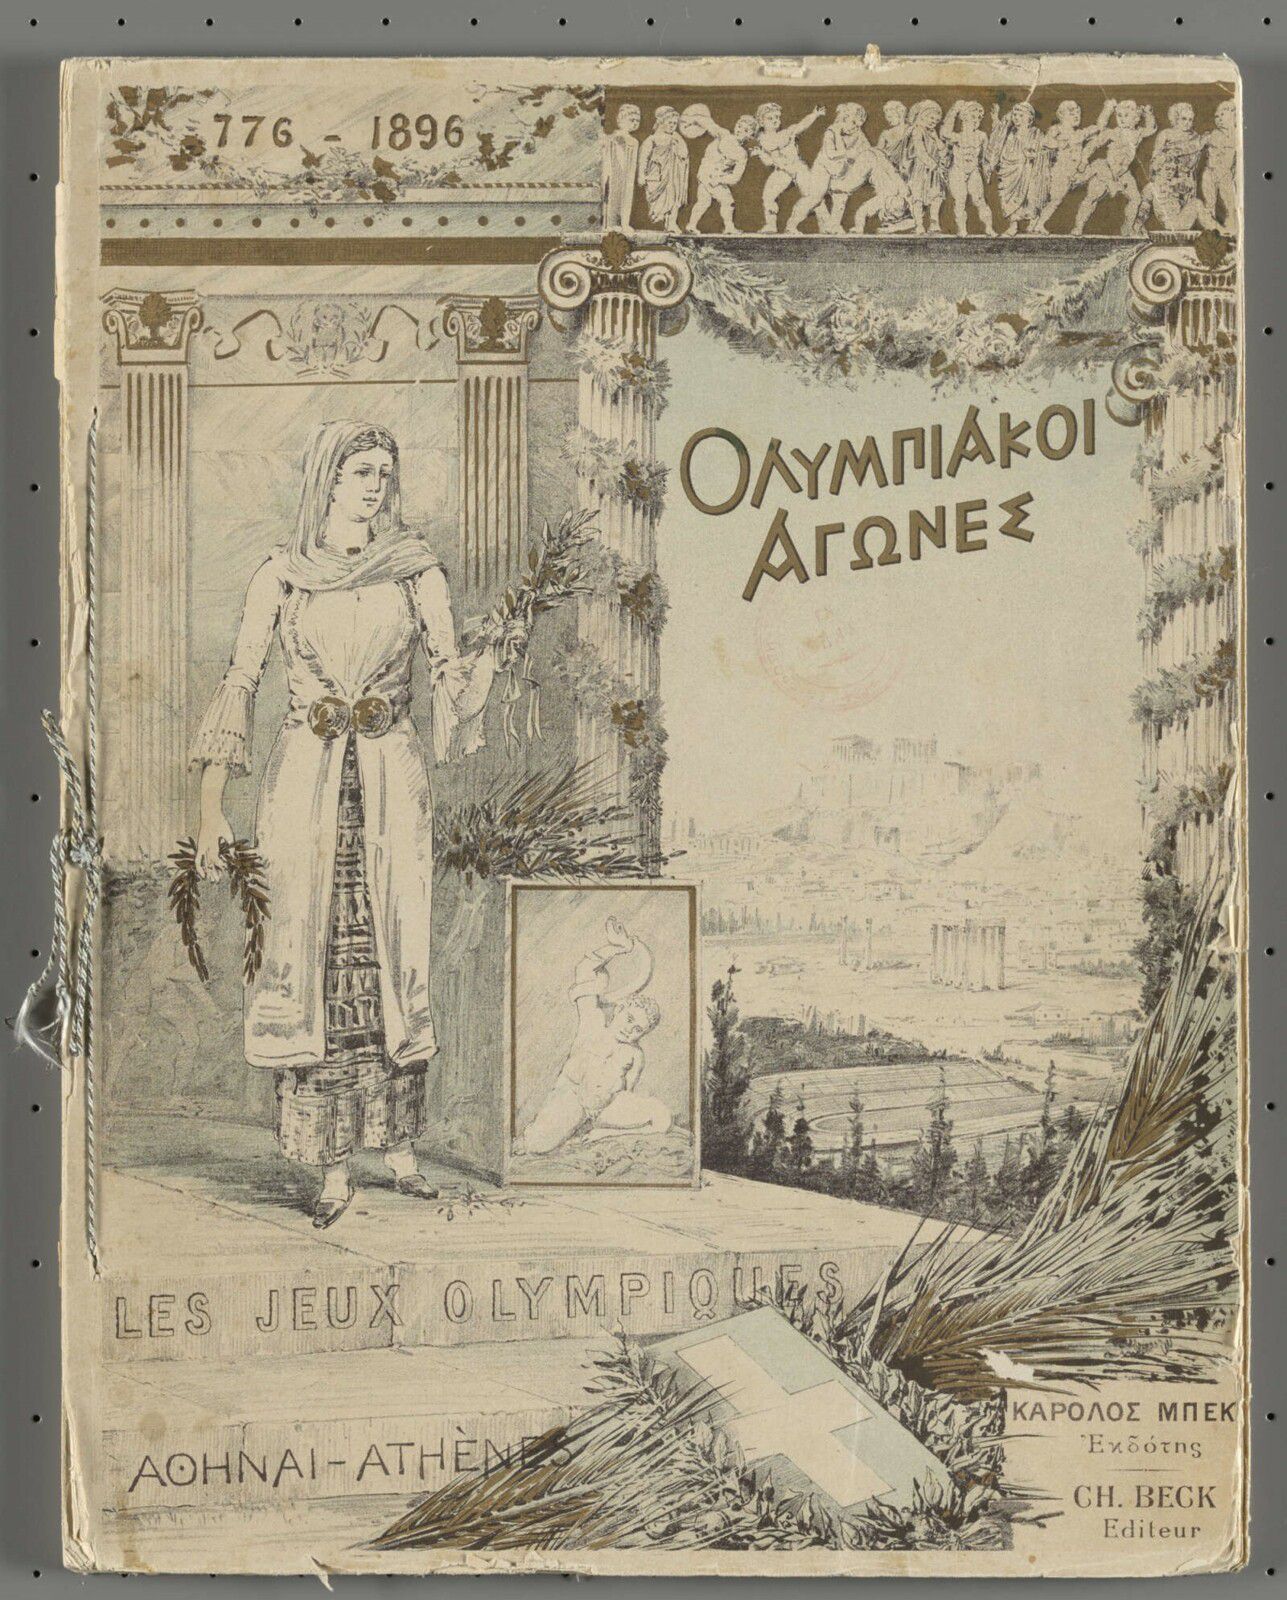 776 - 1896
ΟΛΥΜΠΙΑΚΟΙ
ΑΓΩΝΕΣ
LES JEUX OLYMPIQUES
ΑΘΗΝΑΙ-ATHÈNES
ΚΑΡΟΛΟΣ ΜΠΕΚ
Ἐκδότης
CH. BECK
Editeur